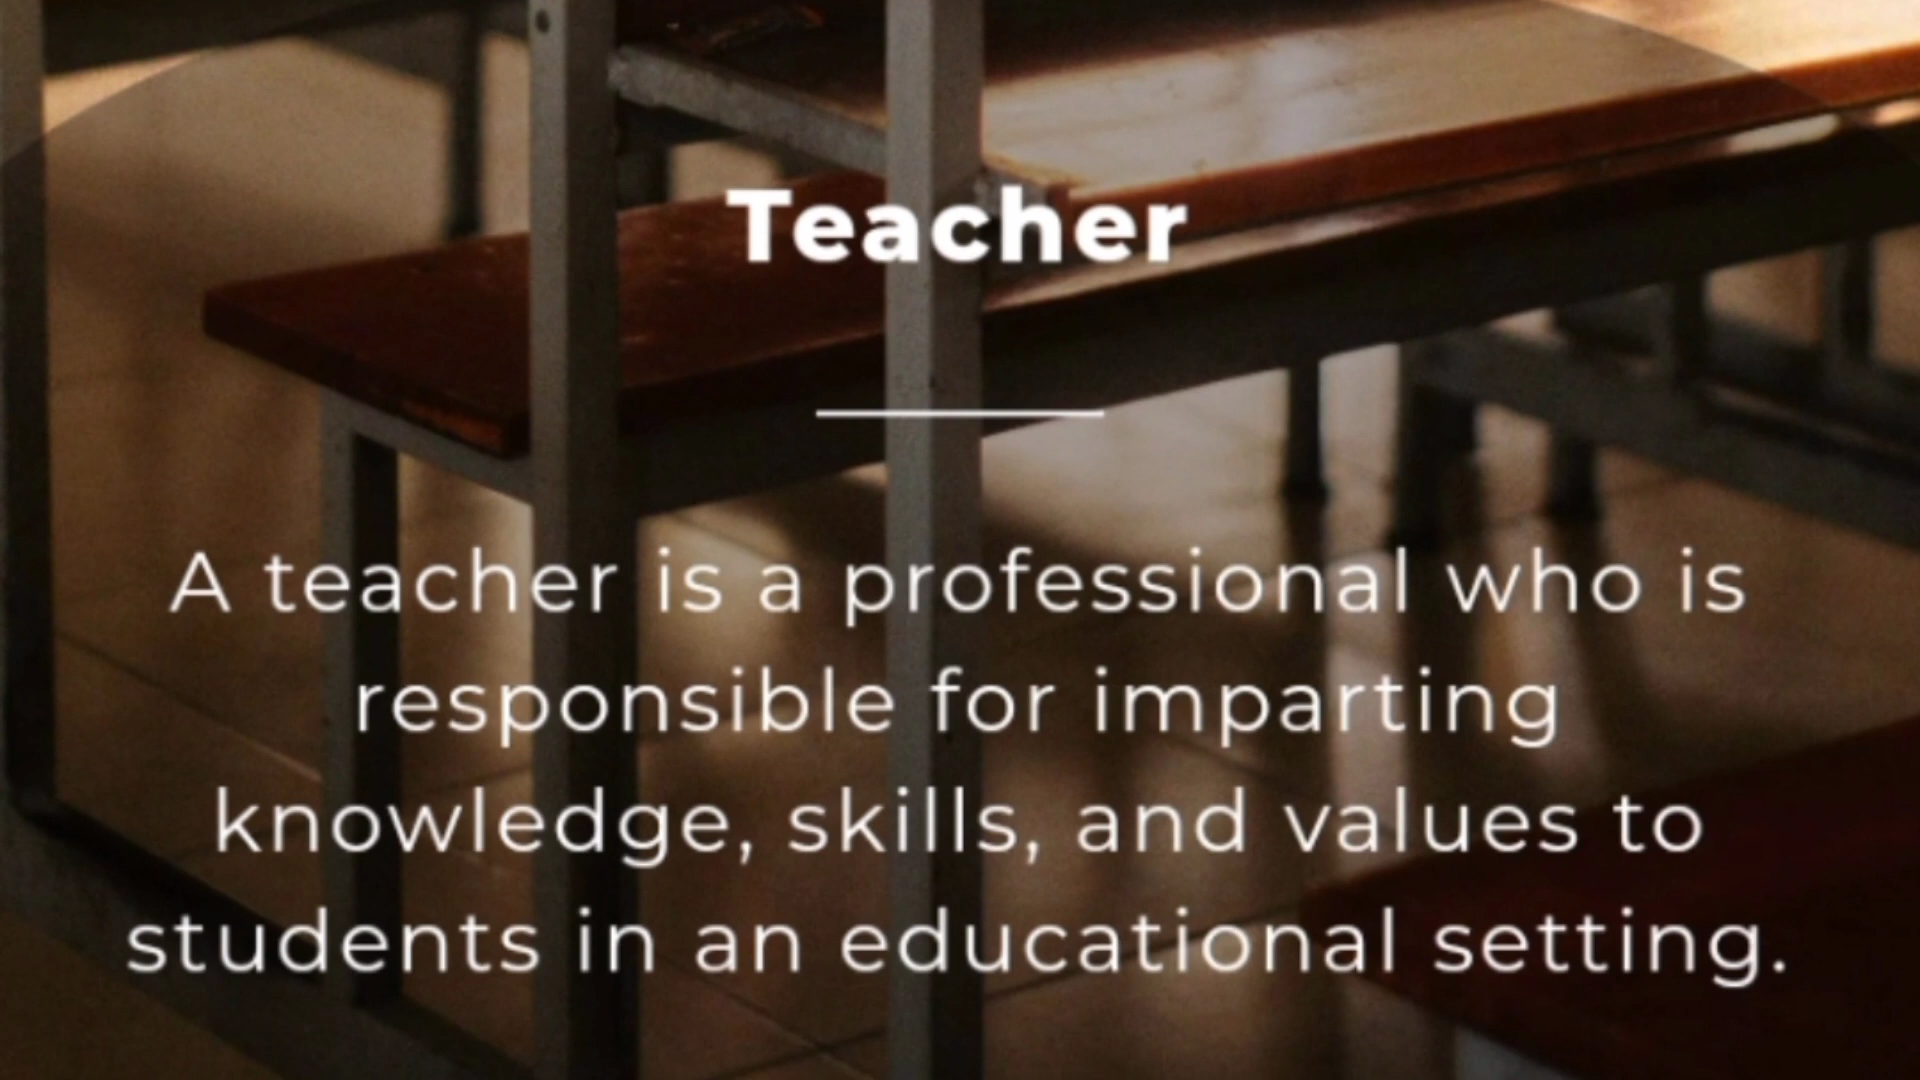 Teacher
A teacher is a professional who is
responsible for imparting
knowledge, skills, and values to
students in an educational setting.